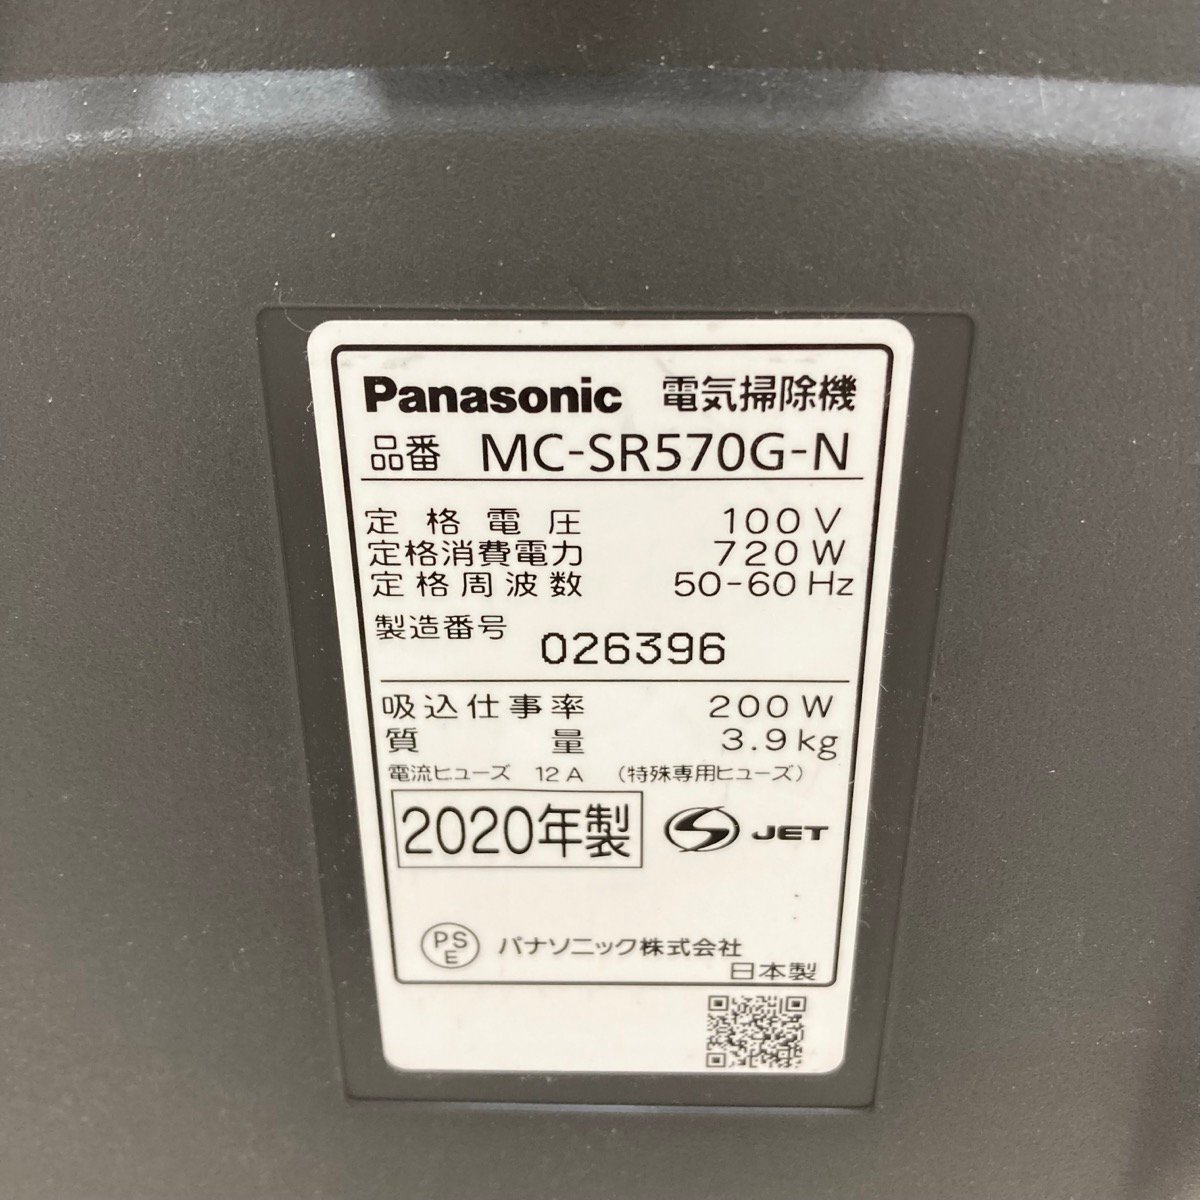 Panasonic 電気掃除機
品番 MC-SR570G-N
定格電圧 100V
定格消費電力 720W
定格周波数 50-60Hz
製造番号 026396
吸込仕事率 200W
質量 3.9kg
電流ヒューズ 12A (特殊専用ヒューズ)
2020年製 S JET
PSE パナソニック株式会社
日本製